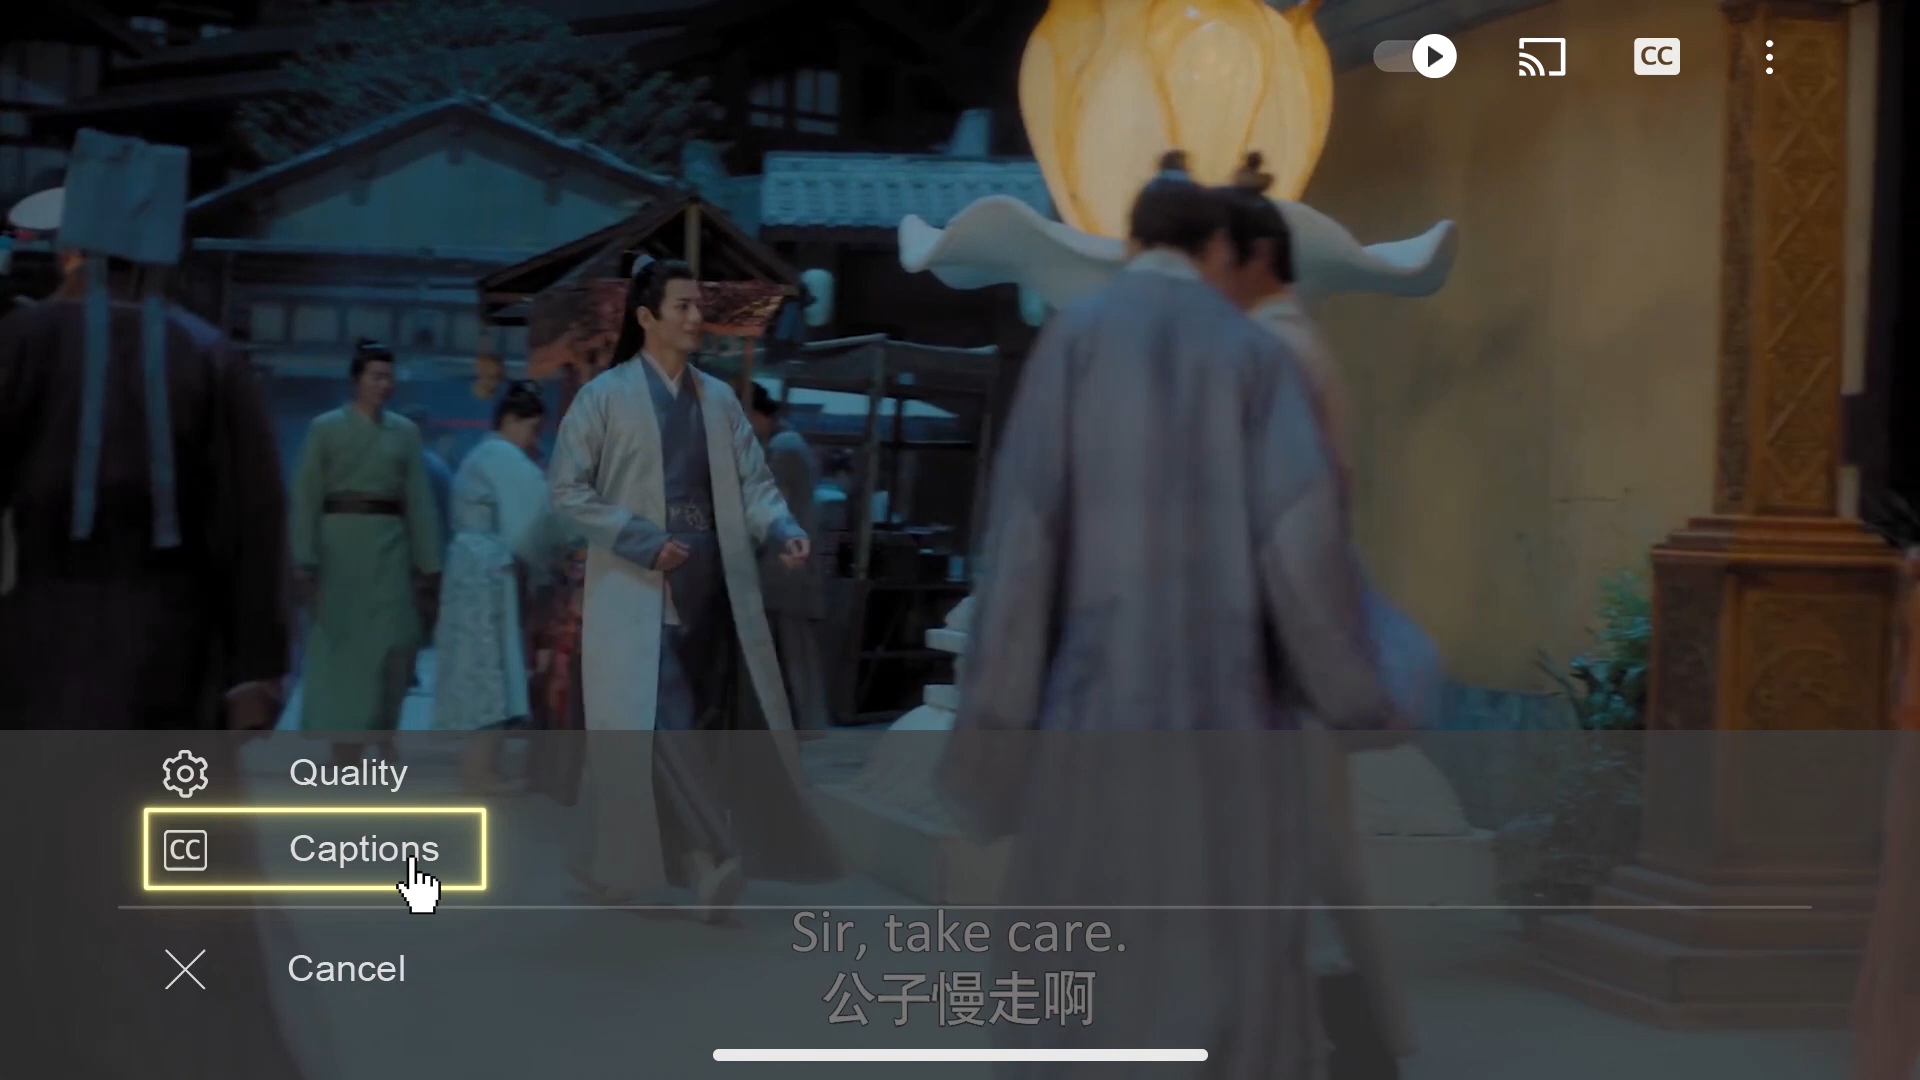 CC
Quality
CC
Captions
Sir, take care.
公子慢走啊
Cancel